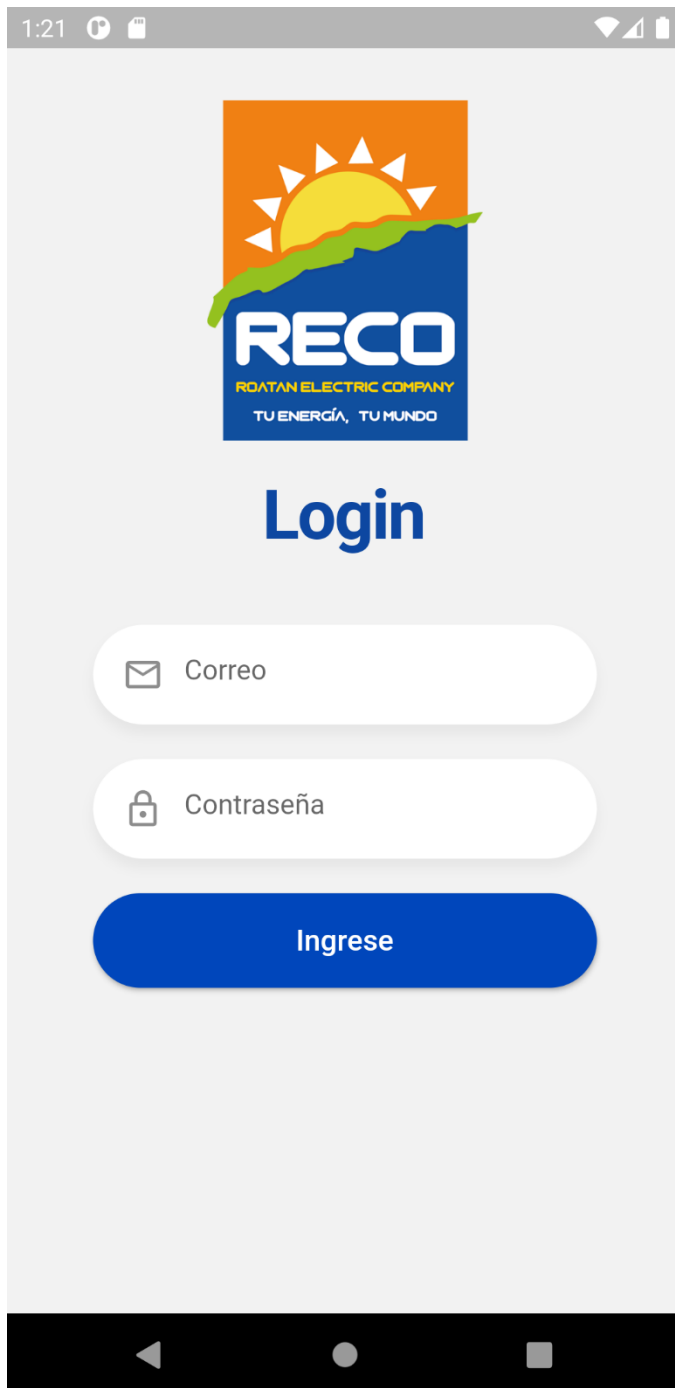 1:21
RECO
ROATAN ELECTRIC COMPANY
TU ENERGÍA, TU MUNDO
Login
Correo
Contraseña
Ingrese